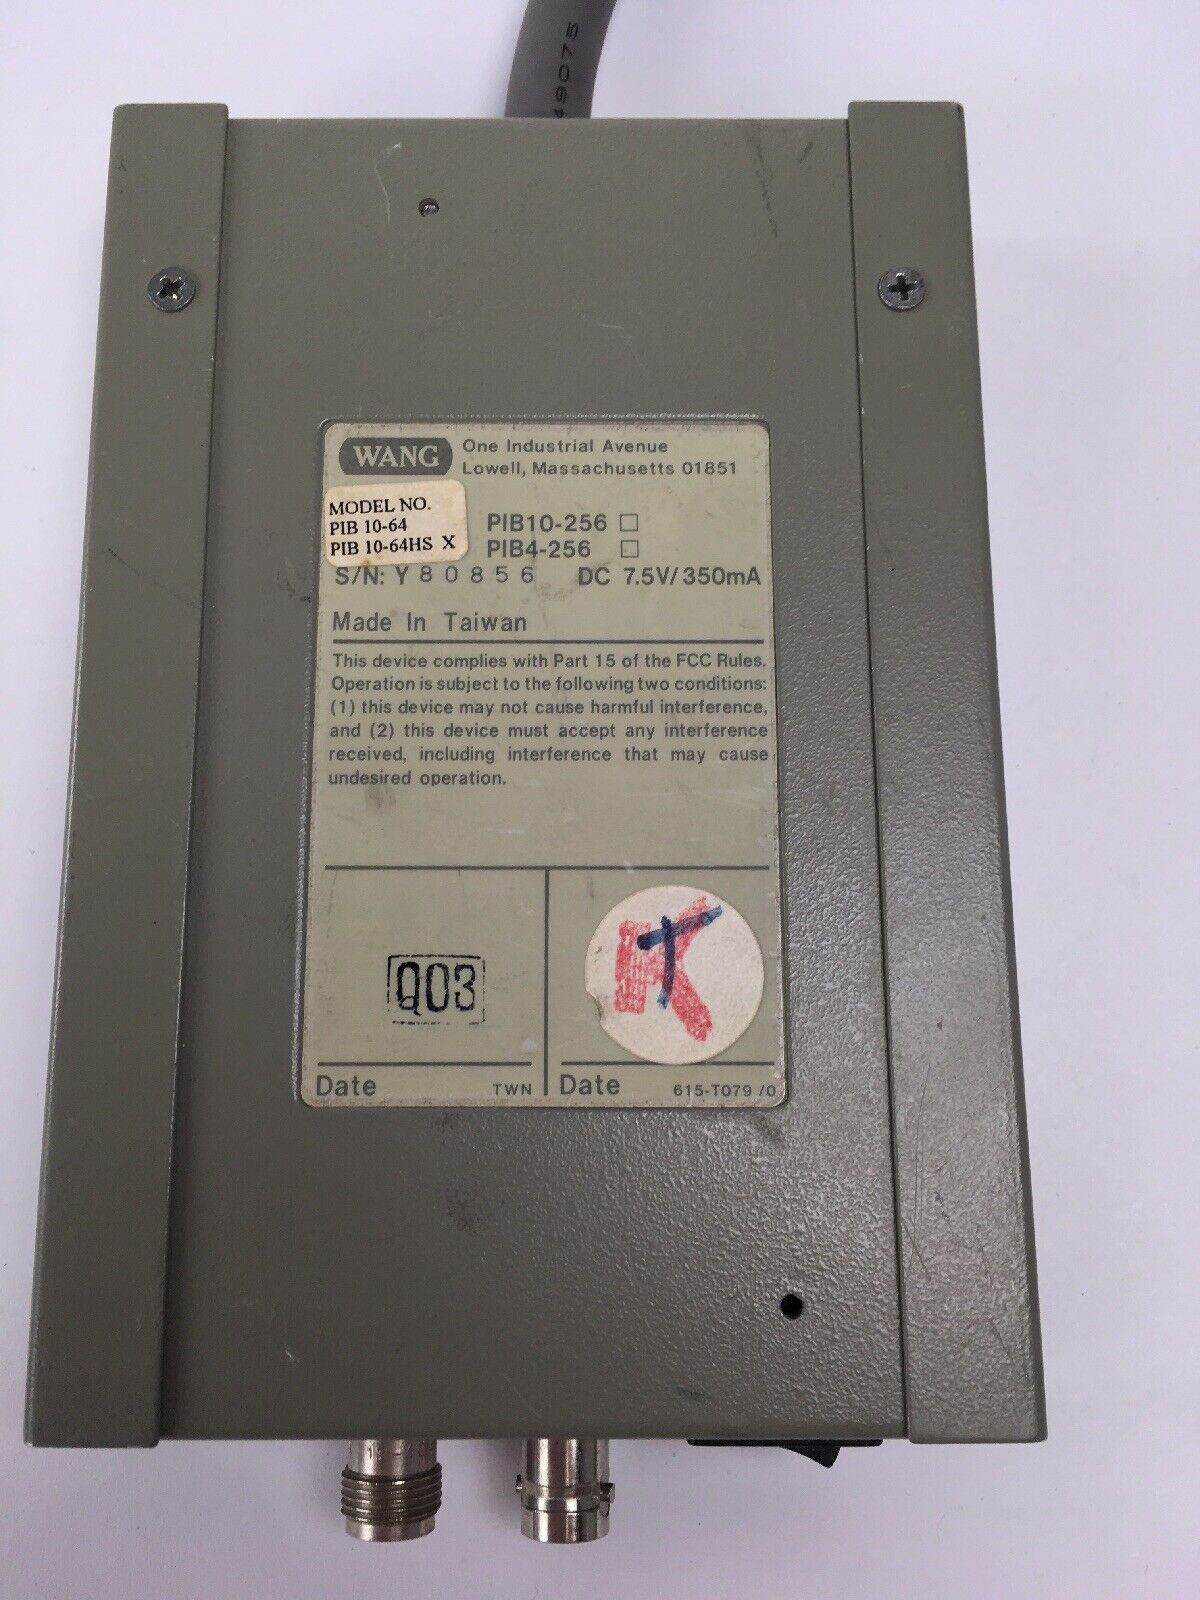 49075
WANG One Industrial Avenue
Lowell, Massachusetts 01851
MODEL NO.
PIB 10-64
PIB 10-64HS X
PIB10-256 □
PIB4-256 □
S/N: Y 80856 DC 7.5V/350mA
Made In Taiwan
This device complies with Part 15 of the FCC Rules.
Operation is subject to the following two conditions:
(1) this device may not cause harmful interference,
and (2) this device must accept any interference
received, including interference that may cause
undesired operation.
Q03
K
T
Date TWN Date 615-T079 /0